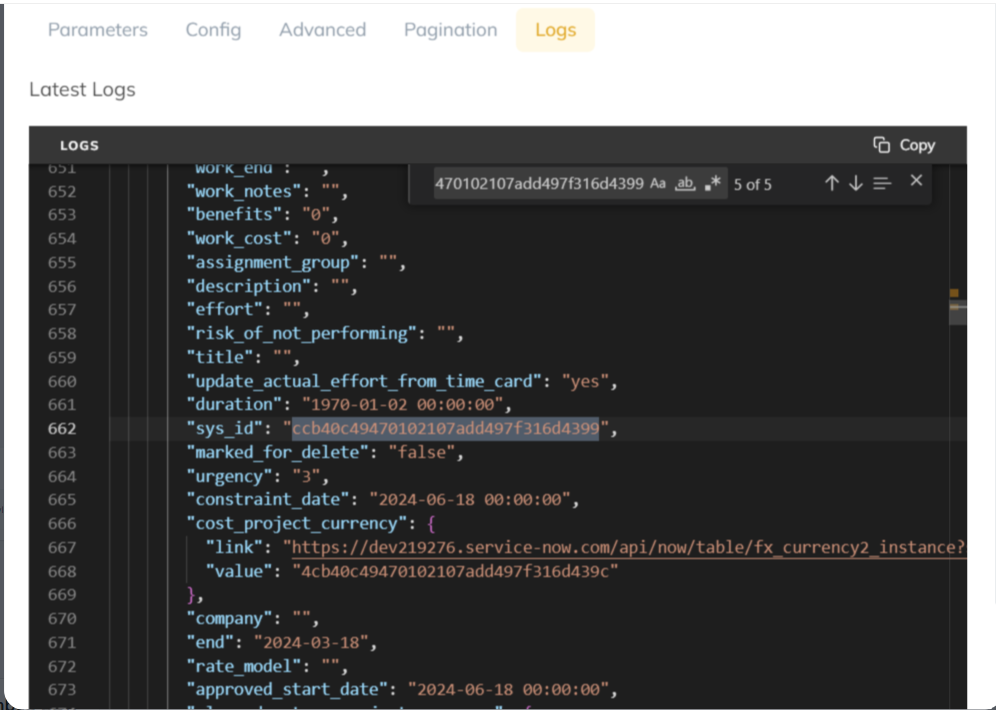 Parameters Config Advanced Pagination Logs
Latest Logs
LOGS Copy
470102107add497f316d4399 Aa ab .* 5 of 5
651 "work_end": "",
652 "work_notes": "",
653 "benefits": "0",
654 "work_cost": "0",
655 "assignment_group": "",
656 "description": "",
657 "effort": "",
658 "risk_of_not_performing": "",
659 "title": "",
660 "update_actual_effort_from_time_card": "yes",
661 "duration": "1970-01-02 00:00:00",
662 "sys_id": "ccb40c49470102107add497f316d4399",
663 "marked_for_delete": "false",
664 "urgency": "3",
665 "constraint_date": "2024-06-18 00:00:00",
666 "cost_project_currency": {
667 "link": "https://dev219276.service-now.com/api/now/table/fx_currency2_instance?
668 "value": "4cb40c49470102107add497f316d439c"
669 },
670 "company": "",
671 "end": "2024-03-18",
672 "rate_model": "",
673 "approved_start_date": "2024-06-18 00:00:00",